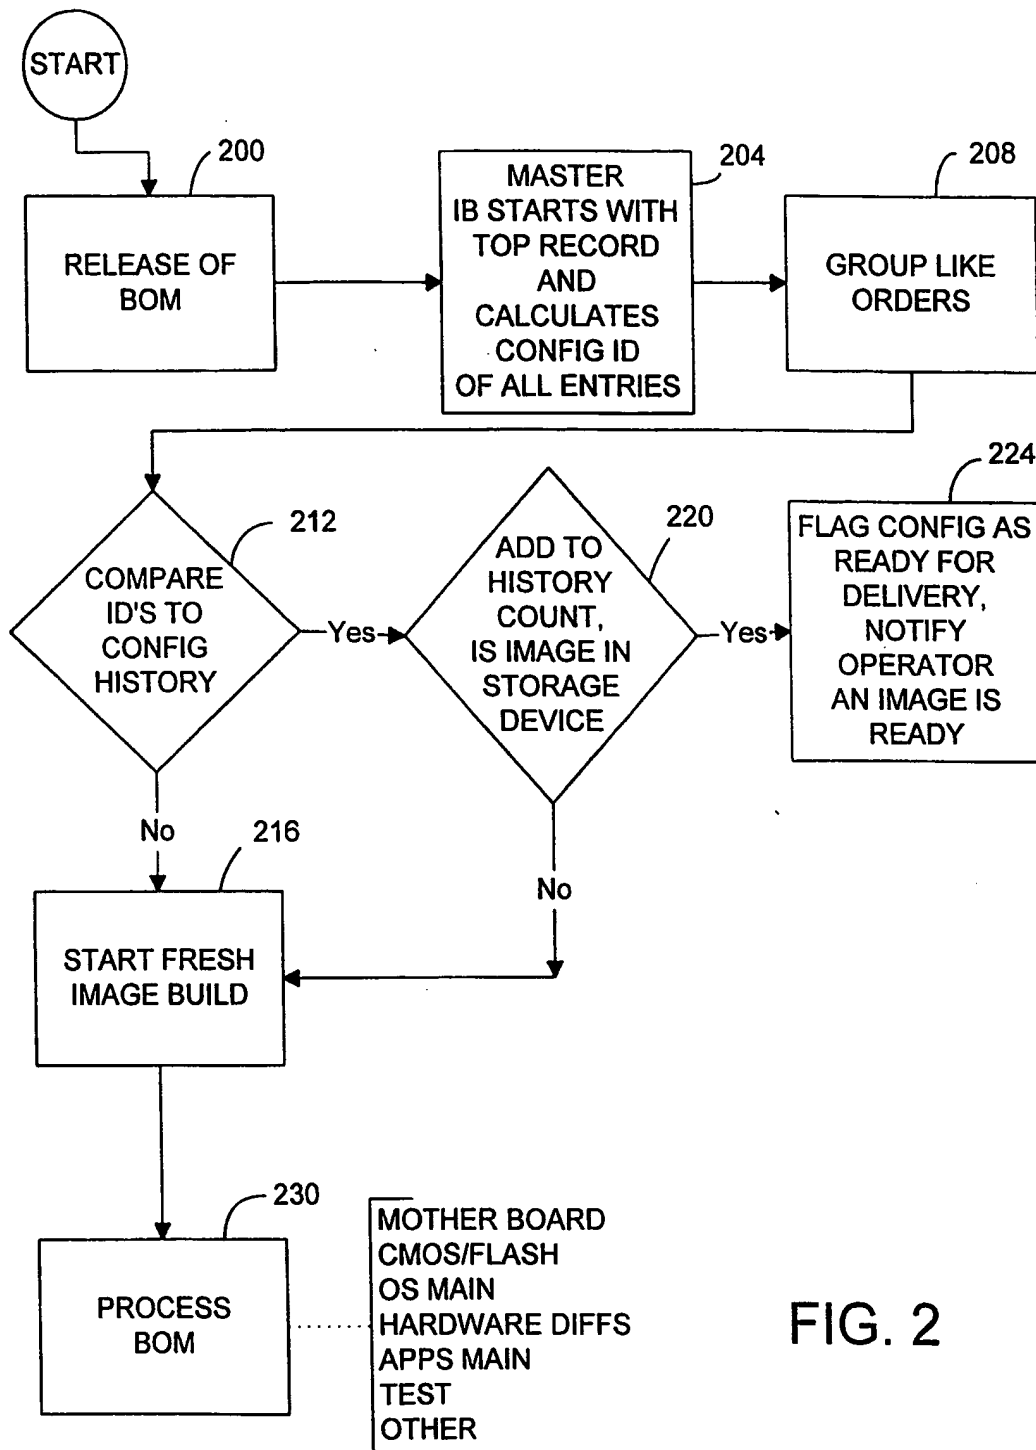 START
200
RELEASE OF
BOM
204
MASTER
IB STARTS WITH
TOP RECORD
AND
CALCULATES
CONFIG ID
OF ALL ENTRIES
208
GROUP LIKE
ORDERS
212
COMPARE
ID'S TO
CONFIG
HISTORY
Yes
No
220
ADD TO
HISTORY
COUNT,
IS IMAGE IN
STORAGE
DEVICE
Yes
No
224
FLAG CONFIG AS
READY FOR
DELIVERY,
NOTIFY
OPERATOR
AN IMAGE IS
READY
216
START FRESH
IMAGE BUILD
230
PROCESS
BOM
MOTHER BOARD
CMOS/FLASH
OS MAIN
HARDWARE DIFFS
APPS MAIN
TEST
OTHER
FIG. 2